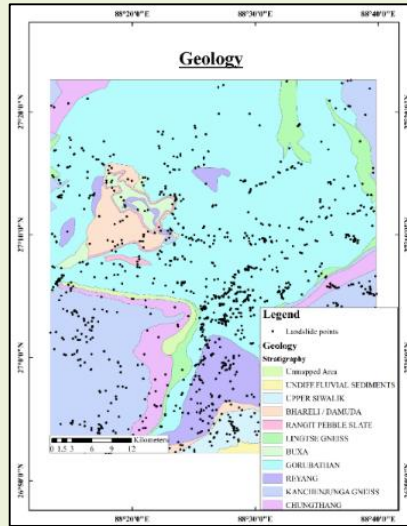 88°20'0"E 88°30'0"E 88°40'0"E
Geology
27°20'0"N
27°10'0"N
27°0'0"N
26°50'0"N
Legend
Landslide points
Geology
Stratigraphy
Unmapped Area
UNDIFF FLUVIAL SEDIMENTS
UPPER SIWALIK
BHARELI / DAMUDA
RANGIT PEBBLE SLATE
LINGTSE GNEISS
BUXA
GORUBATHAN
REYANG
KANCHENJUNGA GNEISS
CHUNGTHANG
Kilometers
0 1.5 3 6 9 12
88°20'0"E 88°30'0"E 88°40'0"E